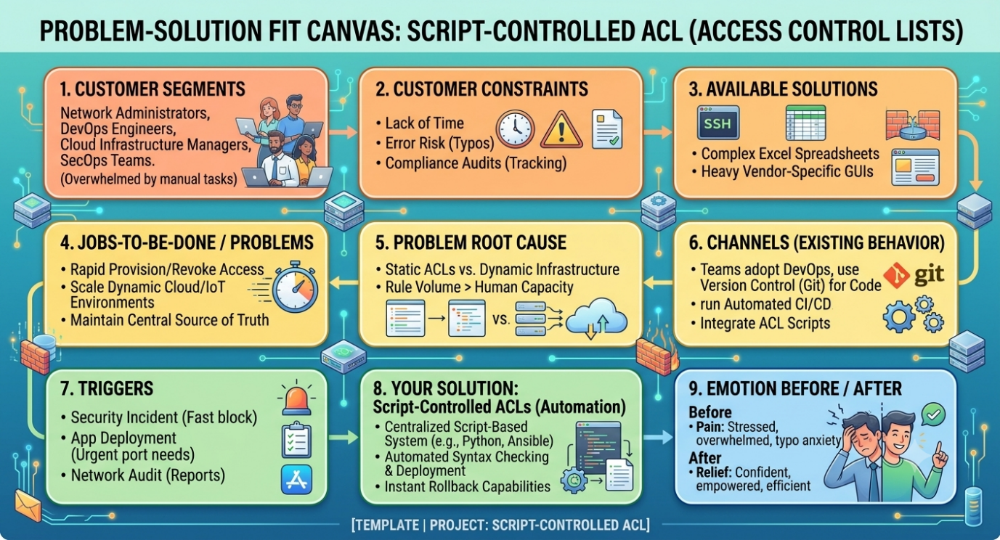 PROBLEM-SOLUTION FIT CANVAS: SCRIPT-CONTROLLED ACL (ACCESS CONTROL LISTS)
1. CUSTOMER SEGMENTS
Network Administrators,
DevOps Engineers,
Cloud Infrastructure Managers,
SecOps Teams.
(Overwhelmed by manual tasks)
2. CUSTOMER CONSTRAINTS
• Lack of Time
• Error Risk (Typos)
• Compliance Audits (Tracking)
3. AVAILABLE SOLUTIONS
SSH
• Complex Excel Spreadsheets
• Heavy Vendor-Specific GUIs
4. JOBS-TO-BE-DONE / PROBLEMS
• Rapid Provision/Revoke Access
• Scale Dynamic Cloud/IoT
Environments
• Maintain Central Source of Truth
5. PROBLEM ROOT CAUSE
• Static ACLs vs. Dynamic Infrastructure
• Rule Volume > Human Capacity
VS.
6. CHANNELS (EXISTING BEHAVIOR)
• Teams adopt DevOps, use
Version Control (Git) for Code
git
• run Automated CI/CD
• Integrate ACL Scripts
7. TRIGGERS
• Security Incident (Fast block)
• App Deployment
(Urgent port needs)
• Network Audit (Reports)
8. YOUR SOLUTION:
Script-Controlled ACLs (Automation)
• Centralized Script-Based
System (e.g., Python, Ansible)
• Automated Syntax Checking
& Deployment
• Instant Rollback Capabilities
9. EMOTION BEFORE / AFTER
Before
• Pain: Stressed,
overwhelmed, typo anxiety
After
• Relief: Confident,
empowered, efficient
[TEMPLATE | PROJECT: SCRIPT-CONTROLLED ACL]